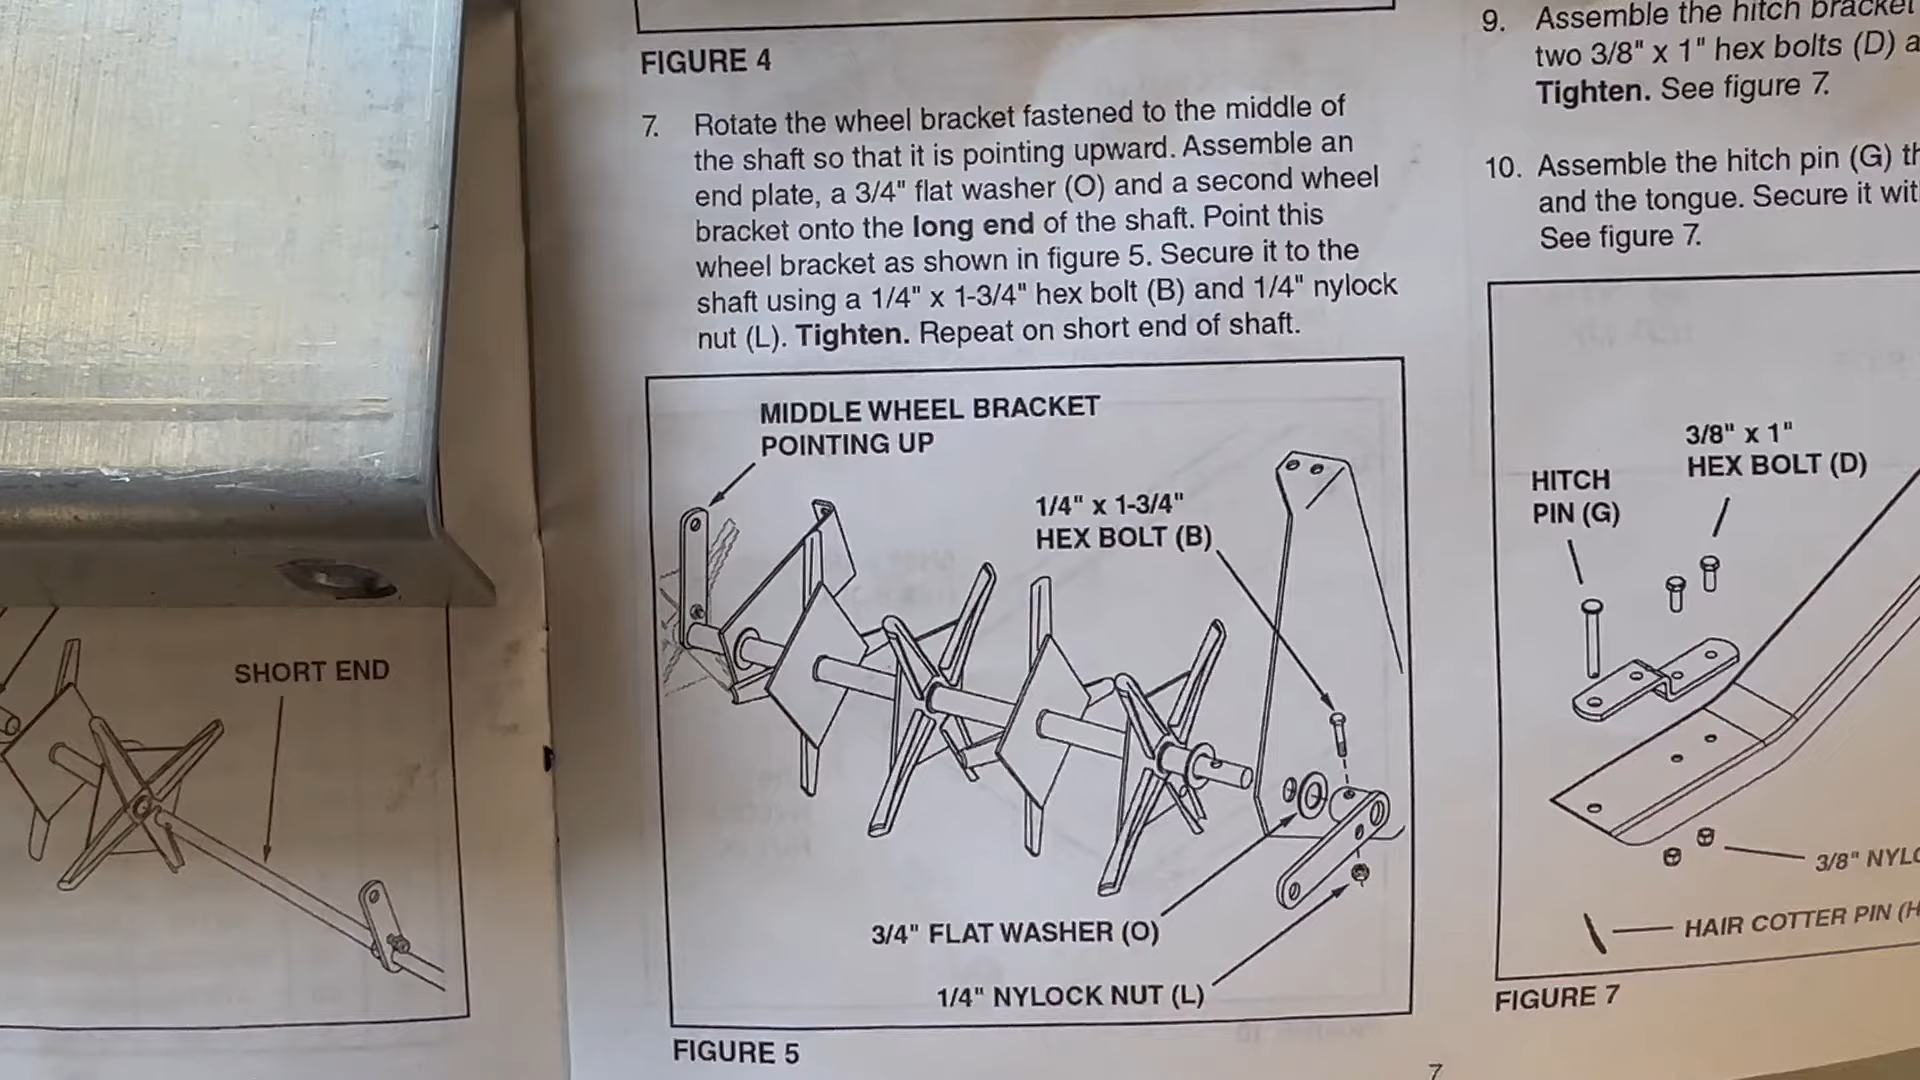 SHORT END
FIGURE 4
7. Rotate the wheel bracket fastened to the middle of
the shaft so that it is pointing upward. Assemble an
end plate, a 3/4" flat washer (O) and a second wheel
bracket onto the long end of the shaft. Point this
wheel bracket as shown in figure 5. Secure it to the
shaft using a 1/4" x 1-3/4" hex bolt (B) and 1/4" nylock
nut (L). Tighten. Repeat on short end of shaft.
MIDDLE WHEEL BRACKET
POINTING UP
1/4" x 1-3/4"
HEX BOLT (B)
3/4" FLAT WASHER (O)
1/4" NYLOCK NUT (L)
FIGURE 5
7
9. Assemble the hitch bracket
two 3/8" x 1" hex bolts (D) a
Tighten. See figure 7.
10. Assemble the hitch pin (G) th
and the tongue. Secure it wit
See figure 7.
3/8" x 1"
HEX BOLT (D)
HITCH
PIN (G)
3/8" NYLO
HAIR COTTER PIN (H
FIGURE 7